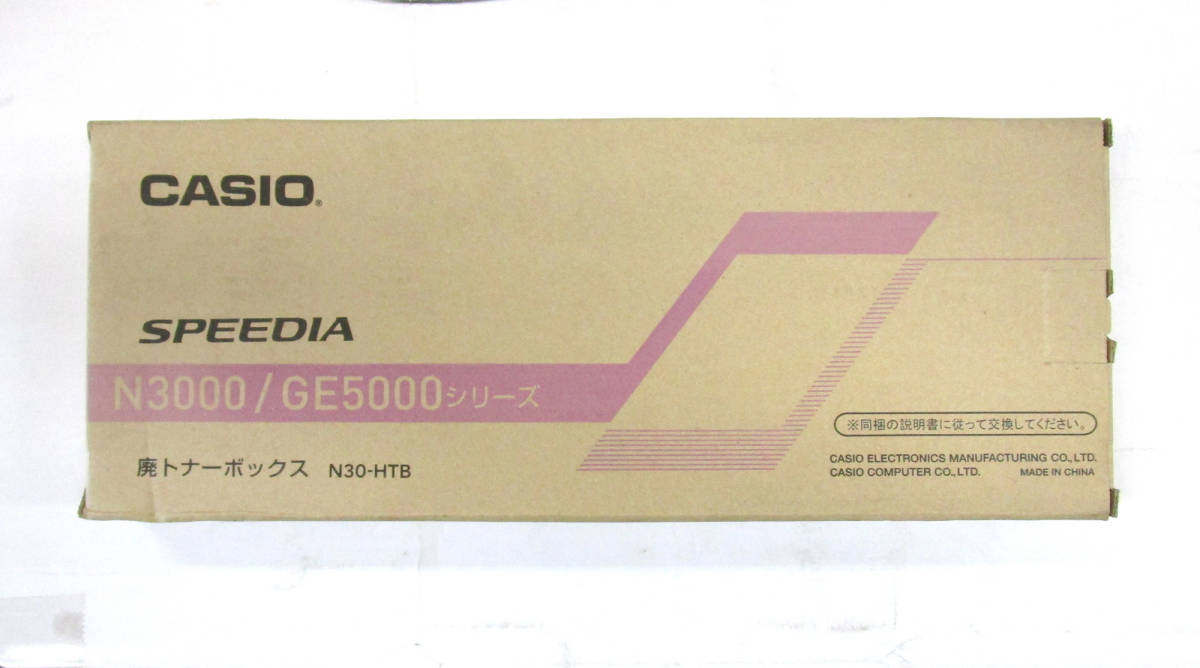 CASIO®
SPEEDIA
N3000/GE5000シリーズ
廃トナーボックス N30-HTB
※同梱の説明書に従って交換してください。
CASIO ELECTRONICS MANUFACTURING CO.,LTD.
CASIO COMPUTER CO.,LTD. MADE IN CHINA